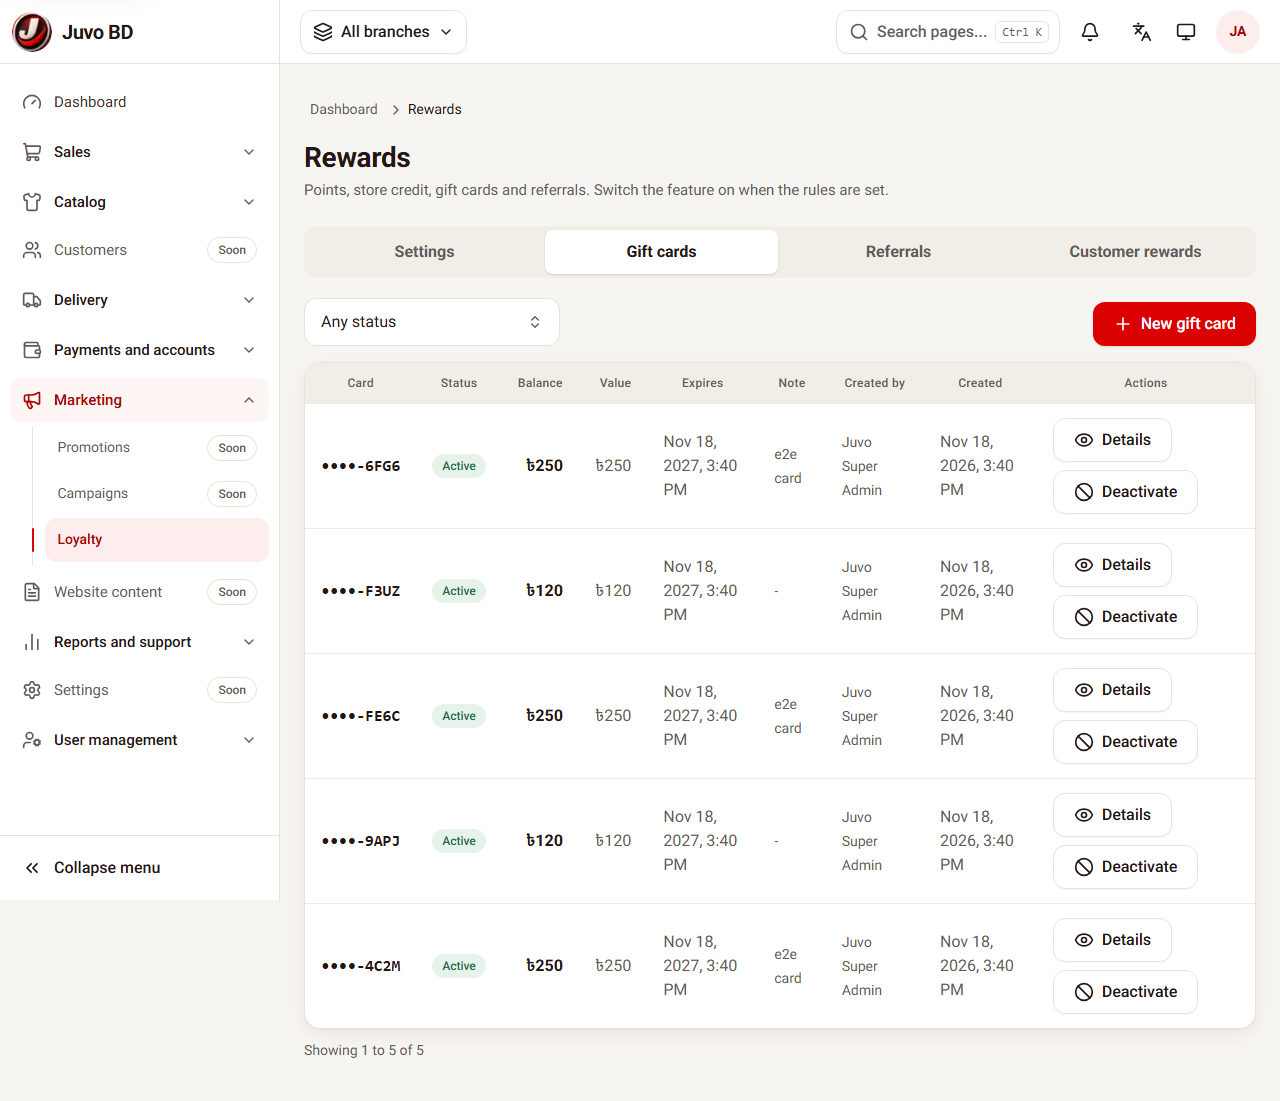 Juvo BD
All branches
Search pages...
Ctrl K
JA
Dashboard
Sales
Catalog
Customers
Soon
Delivery
Payments and accounts
Marketing
Promotions
Soon
Campaigns
Soon
Loyalty
Website content
Soon
Reports and support
Settings
Soon
User management
Collapse menu
Dashboard > Rewards
Rewards
Points, store credit, gift cards and referrals. Switch the feature on when the rules are set.
Settings
Gift cards
Referrals
Customer rewards
Any status
New gift card
Card Status Balance Value Expires Note Created by Created Actions
••••-6FG6 Active ৳250 ৳250 Nov 18, 2027, 3:40 PM e2e card Juvo Super Admin Nov 18, 2026, 3:40 PM Details Deactivate
••••-F3UZ Active ৳120 ৳120 Nov 18, 2027, 3:40 PM - Juvo Super Admin Nov 18, 2026, 3:40 PM Details Deactivate
••••-FE6C Active ৳250 ৳250 Nov 18, 2027, 3:40 PM e2e card Juvo Super Admin Nov 18, 2026, 3:40 PM Details Deactivate
••••-9APJ Active ৳120 ৳120 Nov 18, 2027, 3:40 PM - Juvo Super Admin Nov 18, 2026, 3:40 PM Details Deactivate
••••-4C2M Active ৳250 ৳250 Nov 18, 2027, 3:40 PM e2e card Juvo Super Admin Nov 18, 2026, 3:40 PM Details Deactivate
Showing 1 to 5 of 5